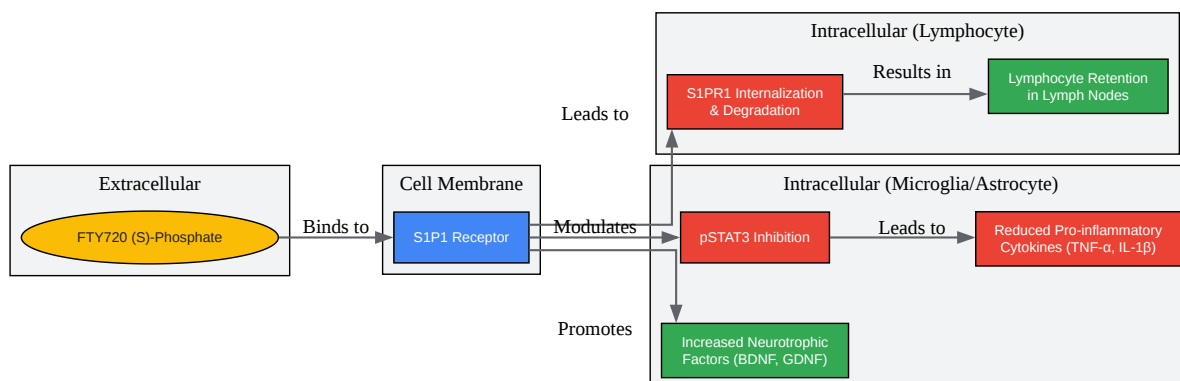 Intracellular (Lymphocyte)
S1PR1 Internalization
& Degradation
Results in
Lymphocyte Retention
in Lymph Nodes
Leads to
Extracellular
FTY720 (S)-Phosphate
Binds to
Cell Membrane
S1P1 Receptor
Modulates
Intracellular (Microglia/Astrocyte)
pSTAT3 Inhibition
Leads to
Reduced Pro-inflammatory
Cytokines (TNF-α, IL-1β)
Promotes
Increased Neurotrophic
Factors (BDNF, GDNF)